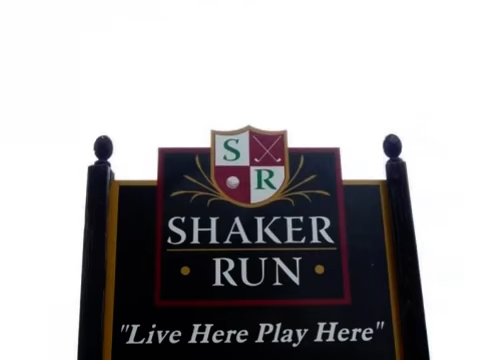 S
R
SHAKER
• RUN •
"Live Here Play Here"